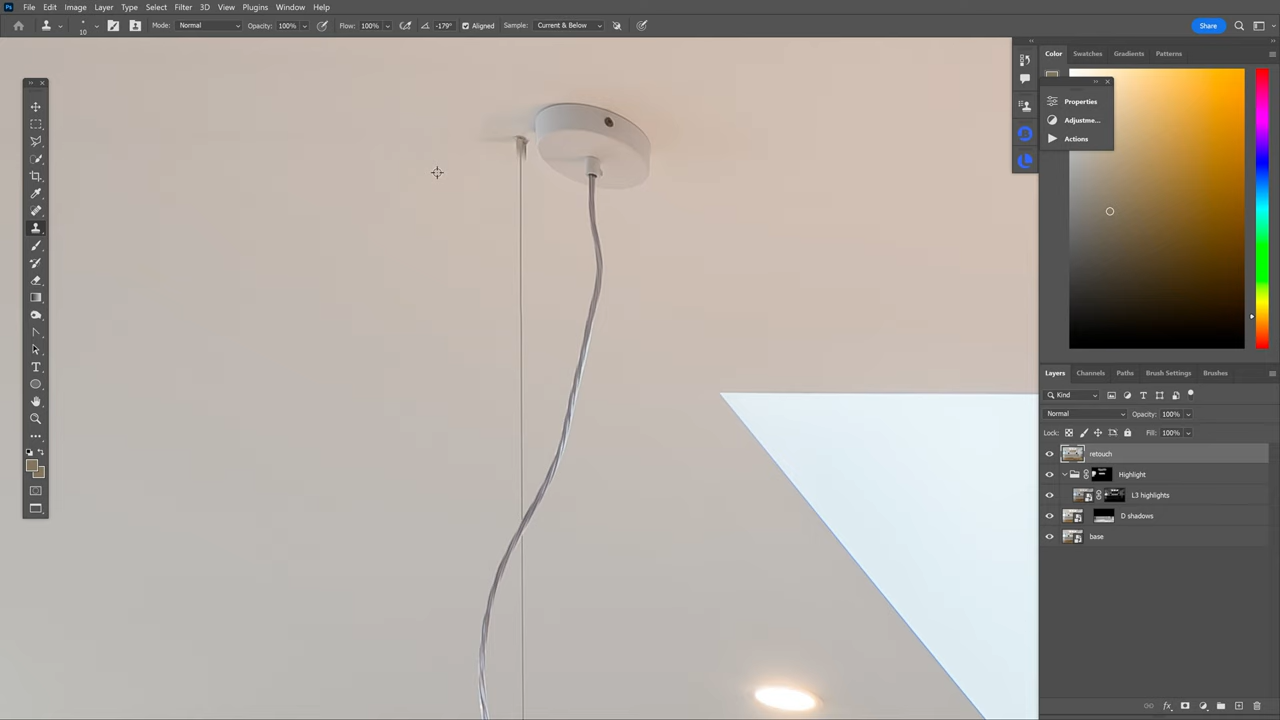 Ps File Edit Image Layer Type Select Filter 3D View Plugins Window Help
10 Mode: Normal Opacity: 100% Flow: 100% -179° Aligned Sample: Current & Below Share
Color Swatches Gradients Patterns
Properties
Adjustme...
Actions
Layers Channels Paths Brush Settings Brushes
Kind
Normal Opacity: 100%
Lock: Fill: 100%
retouch
Highlight
L3 highlights
D shadows
base
T